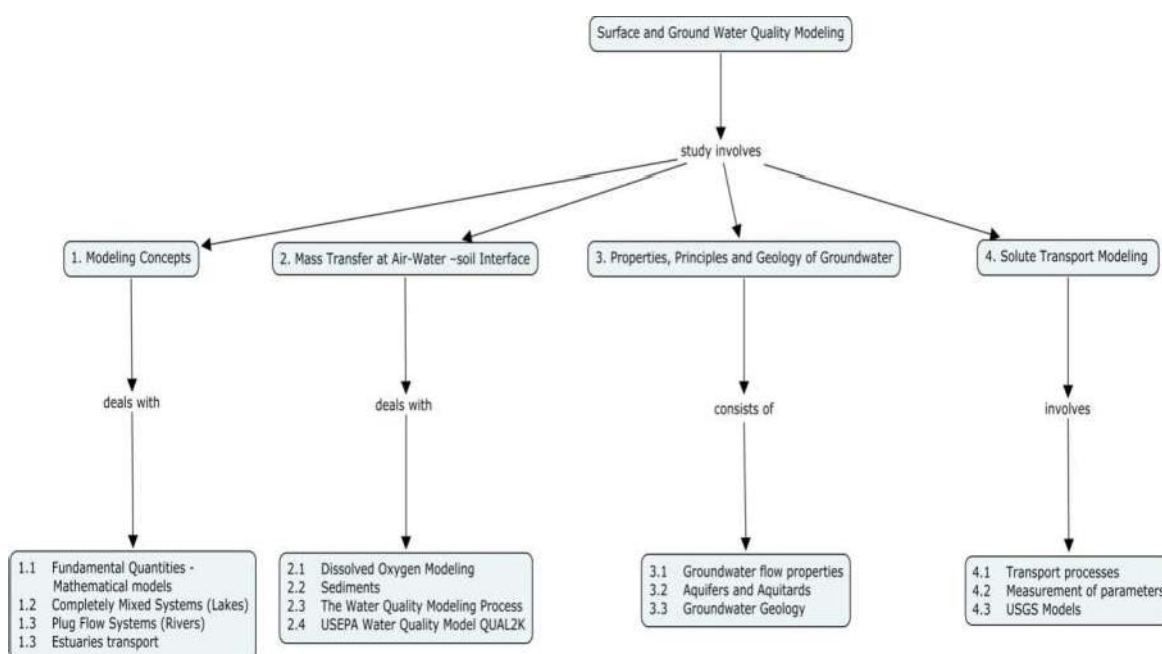 Surface and Ground Water Quality Modeling
study involves
1. Modeling Concepts
2. Mass Transfer at Air-Water –soil Interface
3. Properties, Principles and Geology of Groundwater
4. Solute Transport Modeling
deals with
deals with
consists of
involves
1.1 Fundamental Quantities -
Mathematical models
1.2 Completely Mixed Systems (Lakes)
1.3 Plug Flow Systems (Rivers)
1.3 Estuaries transport
2.1 Dissolved Oxygen Modeling
2.2 Sediments
2.3 The Water Quality Modeling Process
2.4 USEPA Water Quality Model QUAL2K
3.1 Groundwater flow properties
3.2 Aquifers and Aquitards
3.3 Groundwater Geology
4.1 Transport processes
4.2 Measurement of parameters
4.3 USGS Models